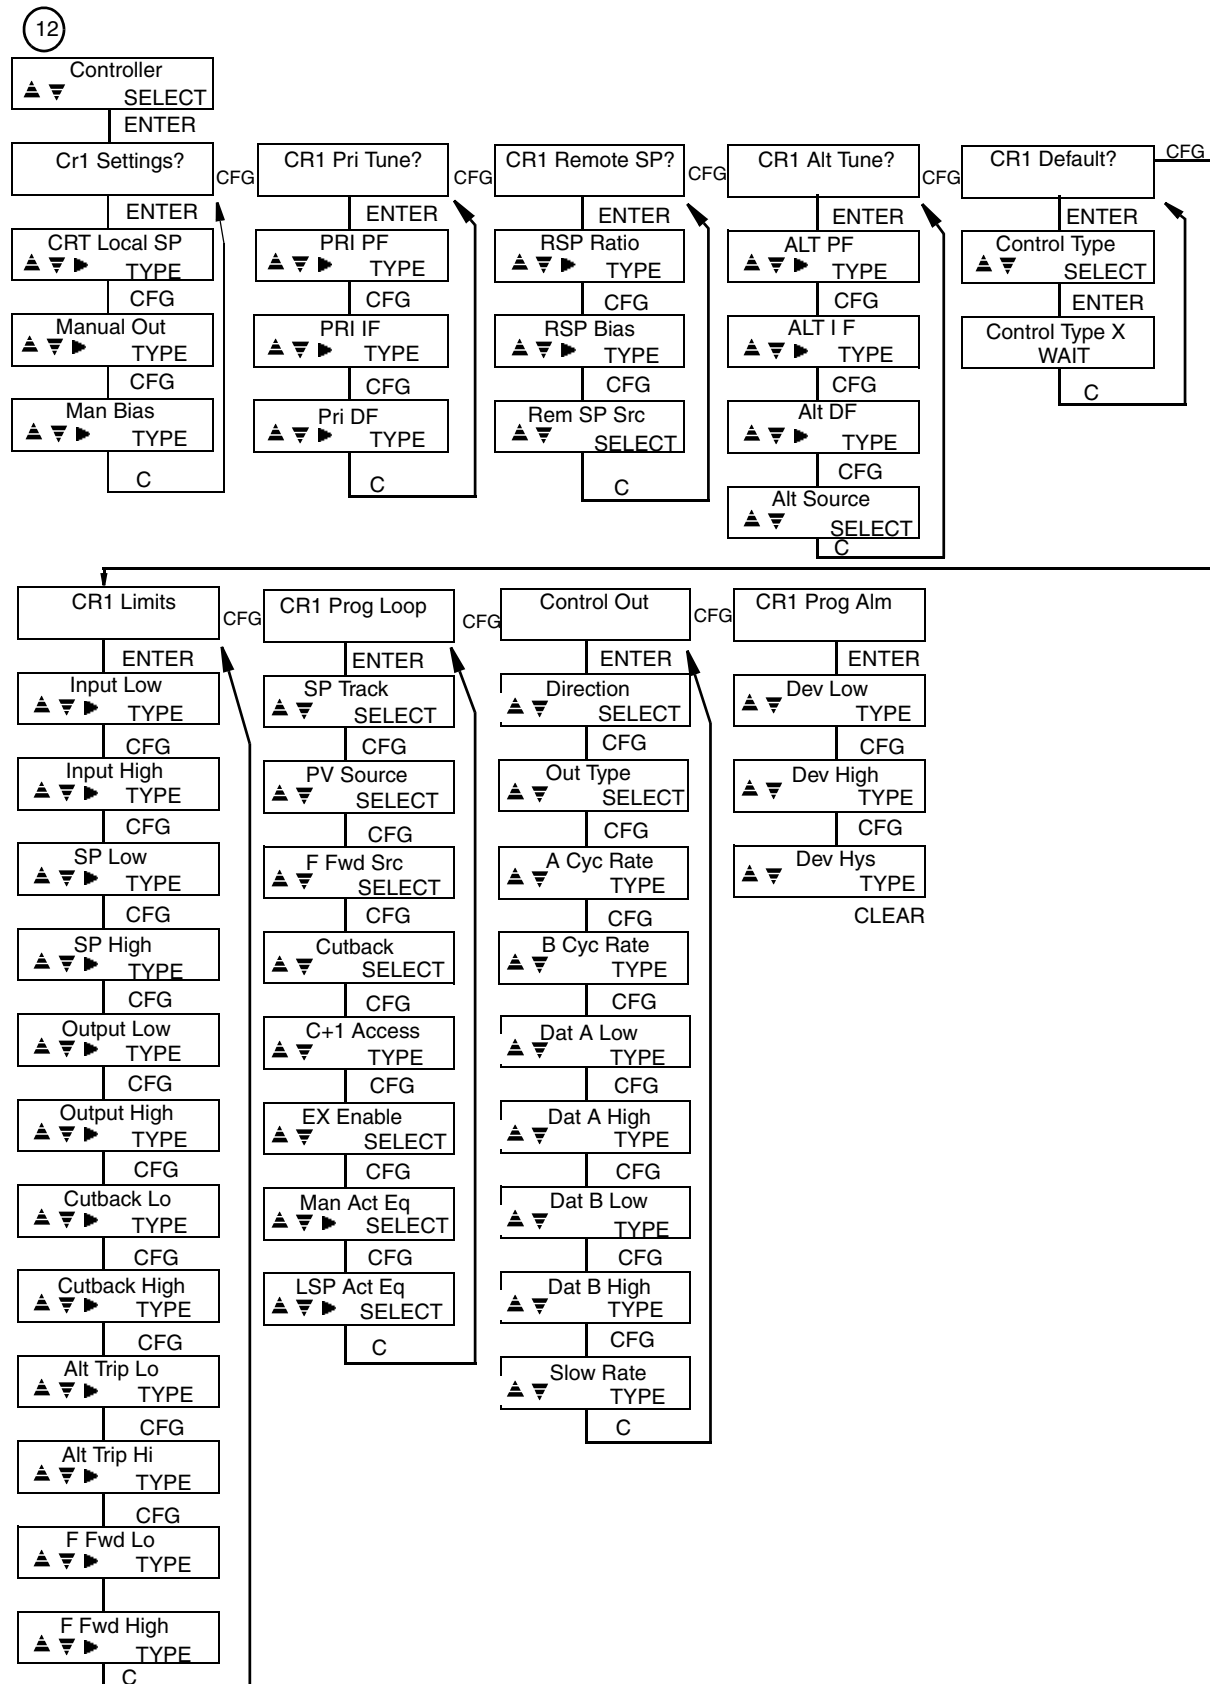 12
Controller
SELECT
ENTER
Cr1 Settings?
CFG
ENTER
CRT Local SP
TYPE
CFG
Manual Out
TYPE
CFG
Man Bias
TYPE
C
CR1 Pri Tune?
CFG
ENTER
PRI PF
TYPE
CFG
PRI IF
TYPE
CFG
Pri DF
TYPE
C
CR1 Remote SP?
CFG
ENTER
RSP Ratio
TYPE
CFG
RSP Bias
TYPE
CFG
Rem SP Src
SELECT
C
CR1 Alt Tune?
CFG
ENTER
ALT PF
TYPE
CFG
ALT I F
TYPE
CFG
Alt DF
TYPE
CFG
Alt Source
SELECT
C
CR1 Default?
CFG
ENTER
Control Type
SELECT
ENTER
Control Type X
WAIT
C
CR1 Limits
CFG
ENTER
Input Low
TYPE
CFG
Input High
TYPE
CFG
SP Low
TYPE
CFG
SP High
TYPE
CFG
Output Low
TYPE
CFG
Output High
TYPE
CFG
Cutback Lo
TYPE
CFG
Cutback High
TYPE
CFG
Alt Trip Lo
TYPE
CFG
Alt Trip Hi
TYPE
CFG
F Fwd Lo
TYPE
F Fwd High
TYPE
C
CR1 Prog Loop
CFG
ENTER
SP Track
SELECT
CFG
PV Source
SELECT
CFG
F Fwd Src
SELECT
CFG
Cutback
SELECT
CFG
C+1 Access
TYPE
CFG
EX Enable
SELECT
CFG
Man Act Eq
SELECT
CFG
LSP Act Eq
SELECT
C
Control Out
CFG
ENTER
Direction
SELECT
CFG
Out Type
SELECT
CFG
A Cyc Rate
TYPE
CFG
B Cyc Rate
TYPE
CFG
Dat A Low
TYPE
CFG
Dat A High
TYPE
CFG
Dat B Low
TYPE
CFG
Dat B High
TYPE
CFG
Slow Rate
TYPE
C
CR1 Prog Alm
ENTER
Dev Low
TYPE
CFG
Dev High
TYPE
CFG
Dev Hys
TYPE
CLEAR